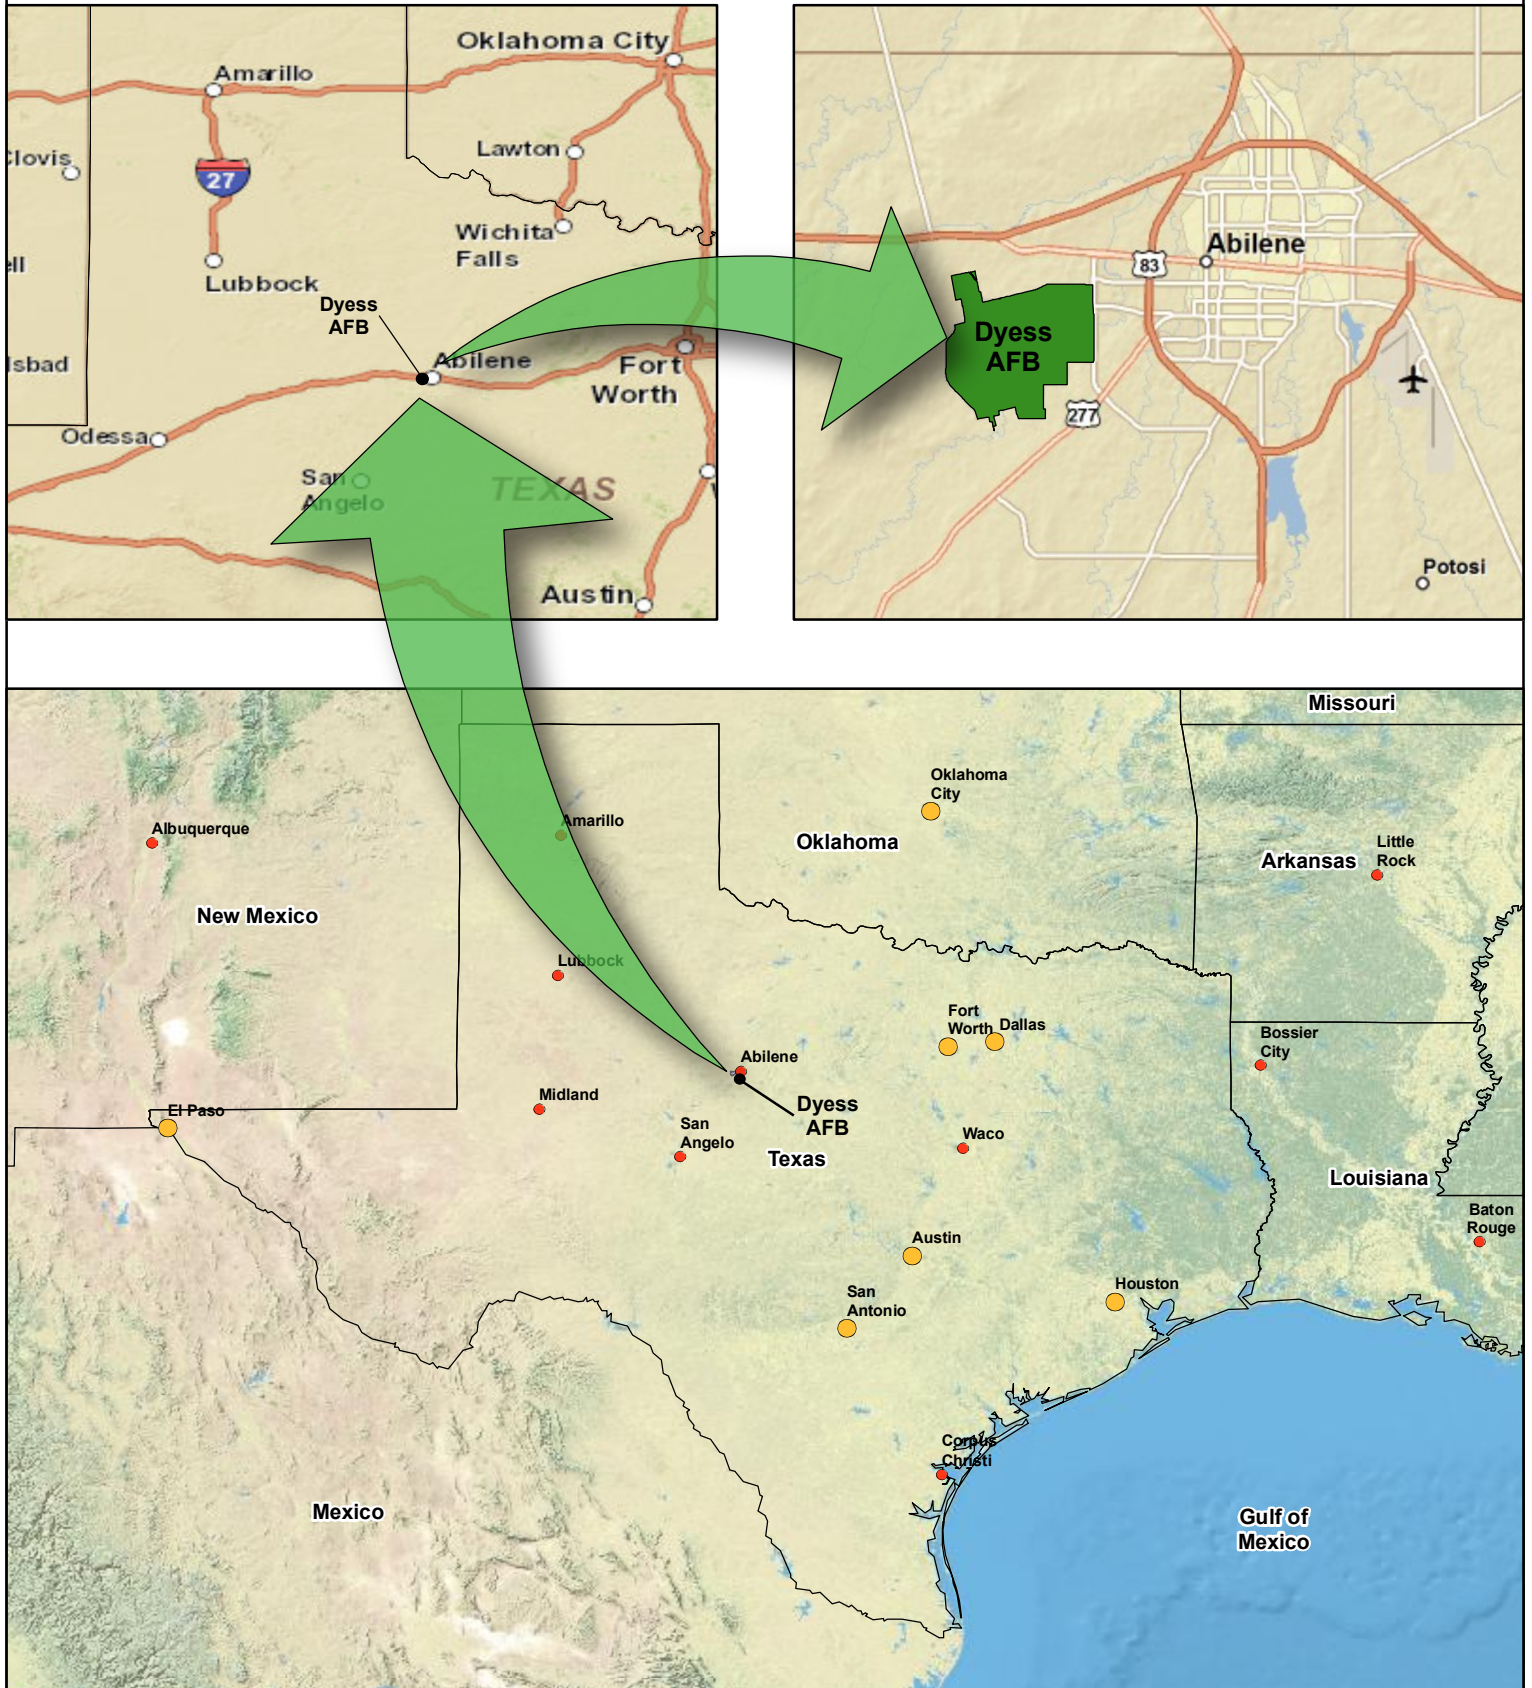 Oklahoma City
Amarillo
Clovis
27
Lawton
Wichita
Falls
ell
Lubbock
Dyess
AFB
Abilene
lsbad
Fort
Worth
Odessa
San
Angelo
TEXAS
Austin
Abilene
83
Dyess
AFB
277
Potosi
Missouri
Oklahoma
City
Albuquerque
Amarillo
Oklahoma
Little
Rock
Arkansas
New Mexico
Lubbock
Fort
Worth
Dallas
Bossier
City
Abilene
Midland
El Paso
Dyess
AFB
San
Angelo
Waco
Texas
Louisiana
Baton
Rouge
Austin
Houston
San
Antonio
Corpus
Christi
Mexico
Gulf of
Mexico